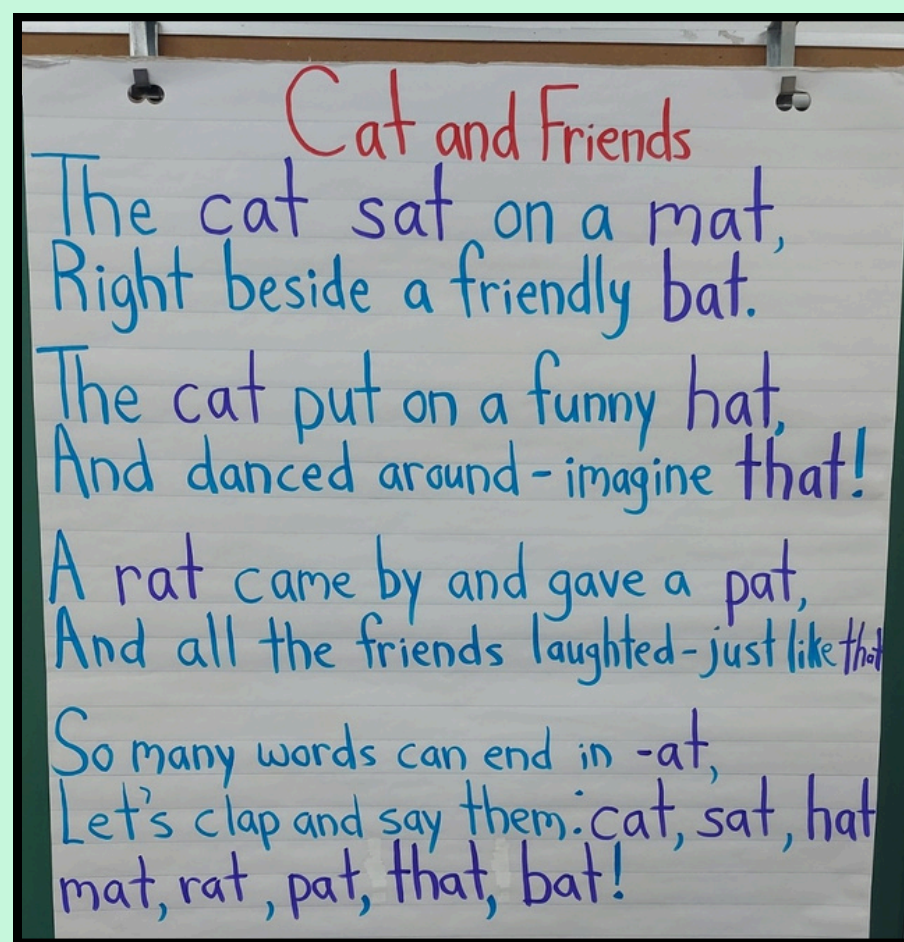 Cat and Friends
The cat sat on a mat,
Right beside a friendly bat.
The cat put on a funny hat,
And danced around - imagine that!
A rat came by and gave a pat,
And all the friends laughted - just like that
So many words can end in -at,
Let's clap and say them: cat, sat, hat
mat, rat, pat, that, bat!